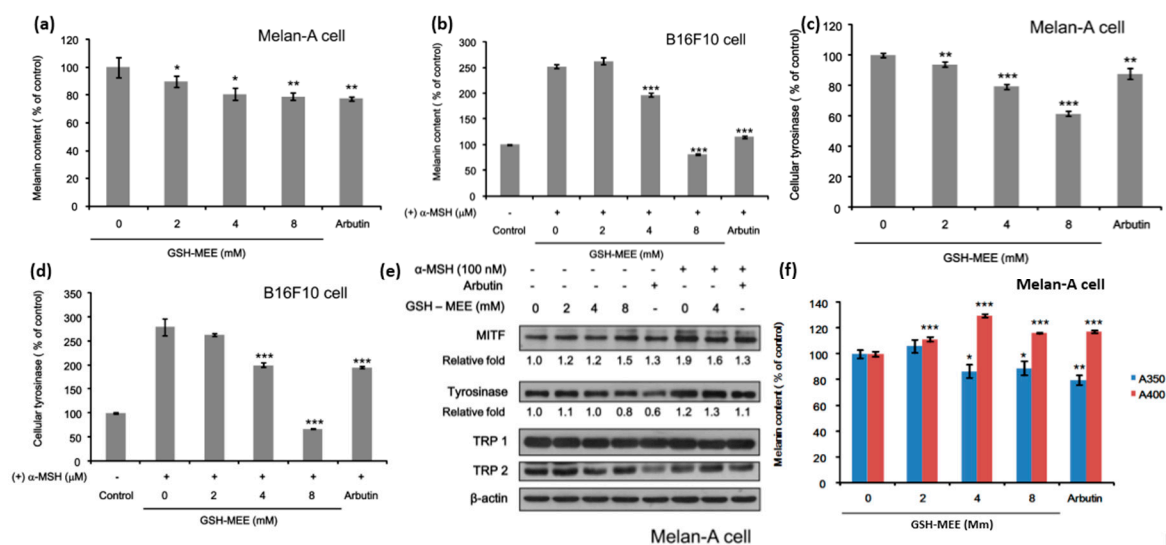 (a)
Melan-A cell
Melanin content ( % of control)
120
100
80
60
40
20
0
* * ** **
0 2 4 8 Arbutin
GSH-MEE (mM)
(b)
B16F10 cell
Melanin content ( % of control)
350
300
250
200
150
100
50
0
*** *** ***
(+) α-MSH (μM) - + + + + +
Control 0 2 4 8 Arbutin
GSH-MEE (mM)
(c)
Cellular tyrosinase ( % of control)
120
100
80
60
40
20
0
** *** *** **
0 2 4 8 Arbutin
GSH-MEE (mM)
(d)
B16F10 cell
Cellular tyrosinase ( % of control)
350
300
250
200
150
100
50
0
*** *** ***
(+) α-MSH (μM) - + + + + +
Control 0 2 4 8 Arbutin
GSH-MEE (mM)
(e)
α-MSH (100 nM) - - - - - + + +
Arbutin - - - - + - - +
GSH – MEE (mM) 0 2 4 8 - 0 4 -
MITF
Relative fold 1.0 1.2 1.2 1.5 1.3 1.9 1.6 1.3
Tyrosinase
Relative fold 1.0 1.1 1.0 0.8 0.6 1.2 1.3 1.1
TRP 1
TRP 2
β-actin
Melan-A cell
(f)
Melan-A cell
Melanin content ( % of control)
140
120
100
80
60
40
20
0
*** * *** * *** ** ***
A350
A400
0 2 4 8 Arbutin
GSH-MEE (Mm)